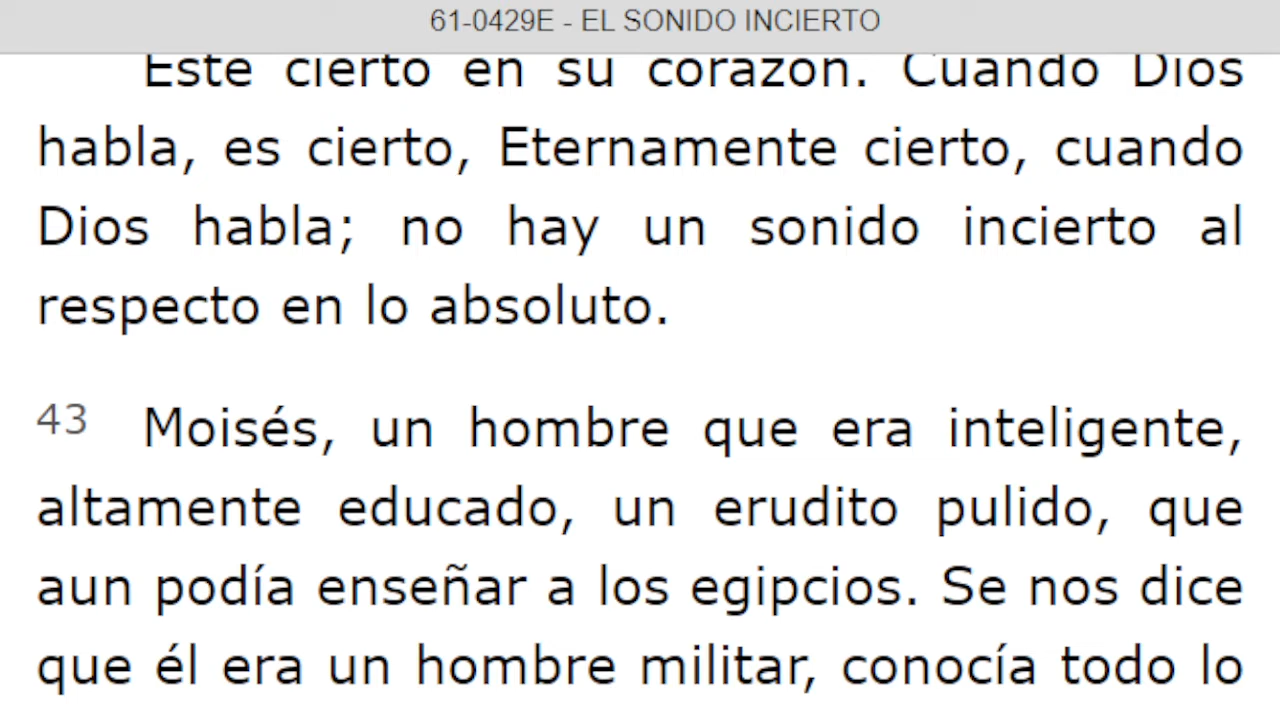 61-0429E - EL SONIDO INCIERTO
Esté cierto en su corazón. Cuando Dios
habla, es cierto, Eternamente cierto, cuando
Dios habla; no hay un sonido incierto al
respecto en lo absoluto.
43 Moisés, un hombre que era inteligente,
altamente educado, un erudito pulido, que
aun podía enseñar a los egipcios. Se nos dice
que él era un hombre militar, conocía todo lo